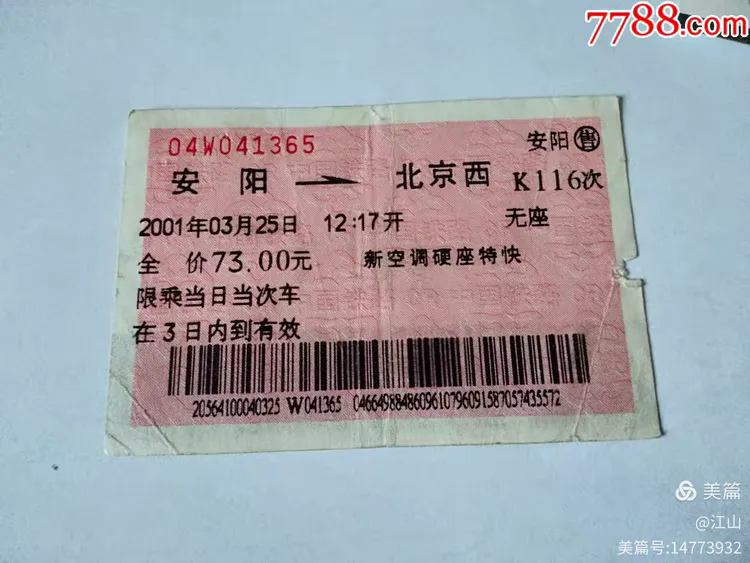 7788.com
04W041365
安阳售
安 阳 → 北京西 K116次
2001年03月25日 12:17开 无座
全 价73.00元 新空调硬座特快
限乘当日当次车
在3日内到有效
20564100040325 W041365 0466498848609610796091587057435572
美篇
@江山
美篇号:14773932